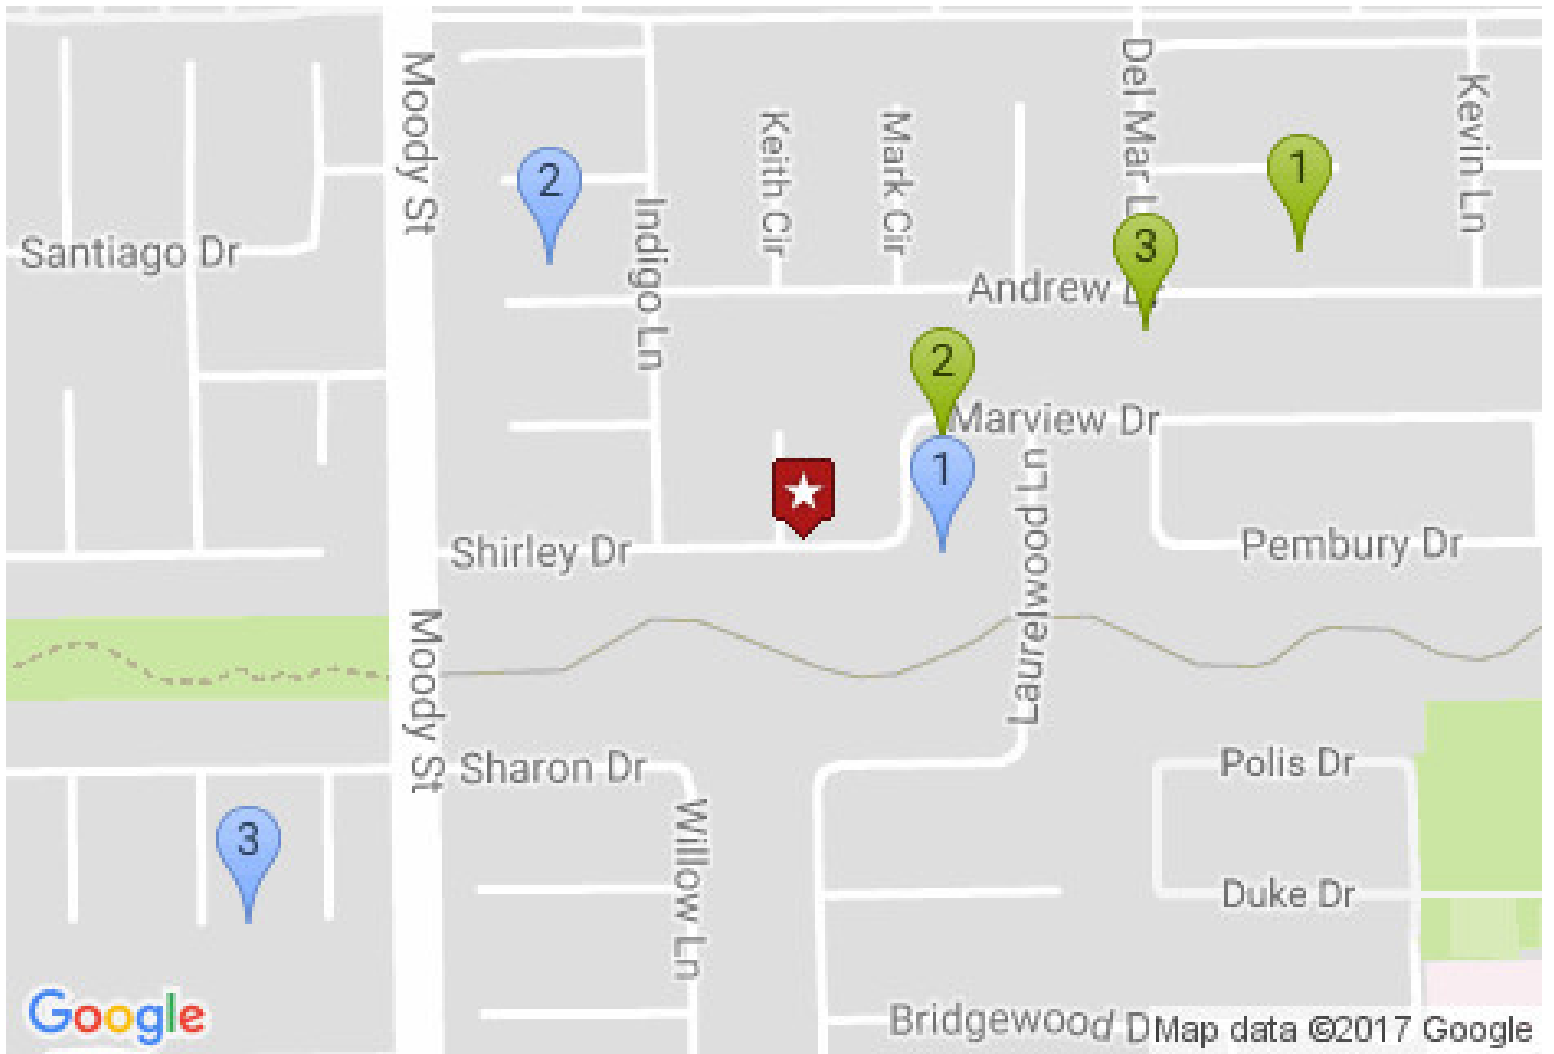 Moody St
Del Mar L
Kevin Ln
Keith Cir
Mark Cir
2
1
Indigo Ln
Santiago Dr
3
Andrew Dr
2
Marview Dr
1
Laurelwood Ln
Shirley Dr
Pembury Dr
Moody St
Sharon Dr
Polis Dr
3
Willow Ln
Duke Dr
Google
Bridgewood D
Map data ©2017 Google